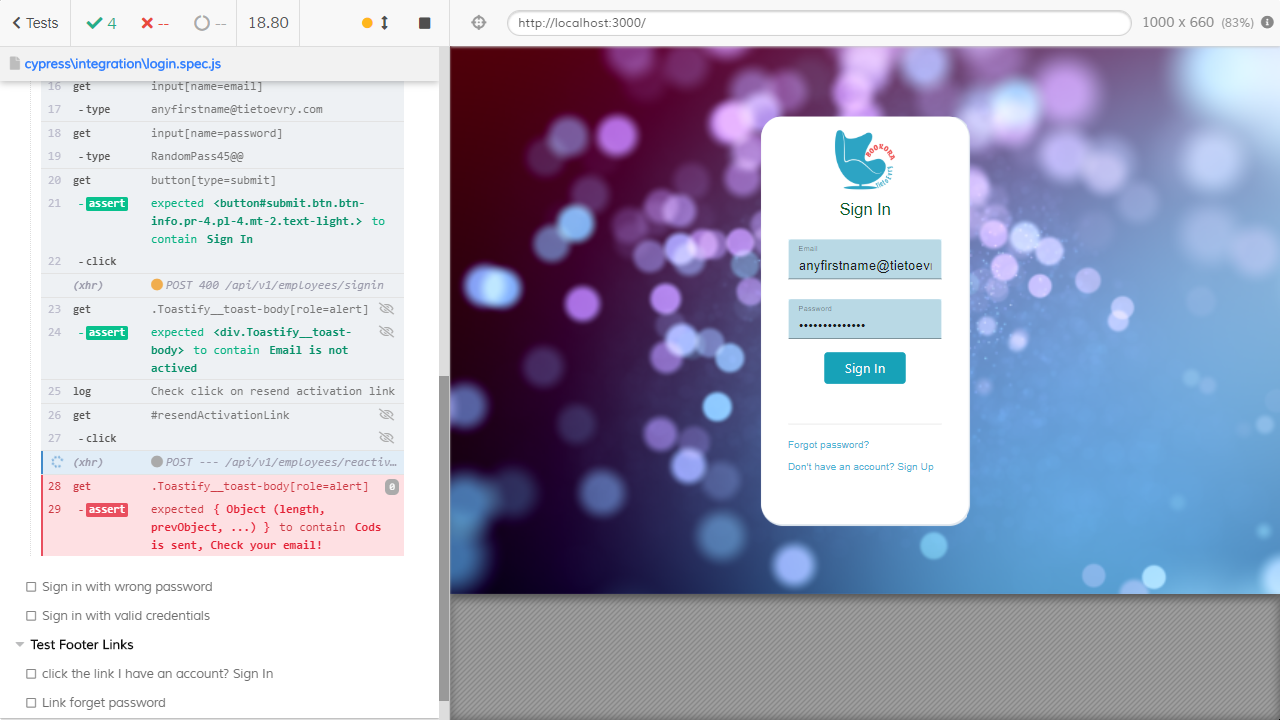 Tests
4
--
--
18.80
http://localhost:3000/
1000 x 660 (83%)
cypress\integration\login.spec.js
16 get input[name=email]
17 -type anyfirstname@tietoevry.com
18 get input[name=password]
19 -type RandomPass45@@
20 get button[type=submit]
21 -assert expected <button#submit.btn.btn-
info.pr-4.pl-4.mt-2.text-light.> to
contain Sign In
22 -click
(xhr) POST 400 /api/v1/employees/signin
23 get .Toastify__toast-body[role=alert]
24 -assert expected <div.Toastify__toast-
body> to contain Email is not
actived
25 log Check click on resend activation link
26 get #resendActivationLink
27 -click
(xhr) POST --- /api/v1/employees/reactiv…
28 get .Toastify__toast-body[role=alert] 0
29 -assert expected { Object (length,
prevObject, ...) } to contain Cods
is sent, Check your email!
Sign in with wrong password
Sign in with valid credentials
Test Footer Links
click the link I have an account? Sign In
Link forget password
BOOKORA
tietoevry
Sign In
Email
anyfirstname@tietoevr
Password
••••••••••••••
Sign In
Forgot password?
Don't have an account? Sign Up